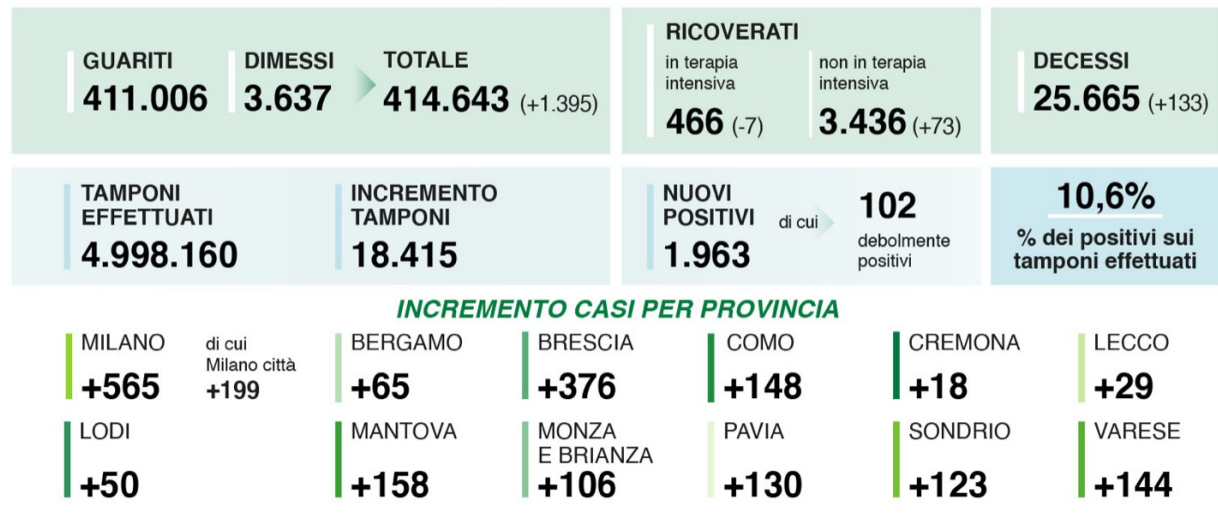 GUARITI
411.006
DIMESSI
3.637
TOTALE
414.643 (+1.395)
RICOVERATI
in terapia
intensiva
466 (-7)
non in terapia
intensiva
3.436 (+73)
DECESSI
25.665 (+133)
TAMPONI
EFFETTUATI
4.998.160
INCREMENTO
TAMPONI
18.415
NUOVI
POSITIVI
1.963
di cui
102
debolmente
positivi
10,6%
% dei positivi sui
tamponi effettuati
INCREMENTO CASI PER PROVINCIA
MILANO
+565
di cui
Milano città
+199
BERGAMO
+65
BRESCIA
+376
COMO
+148
CREMONA
+18
LECCO
+29
LODI
+50
MANTOVA
+158
MONZA
E BRIANZA
+106
PAVIA
+130
SONDRIO
+123
VARESE
+144